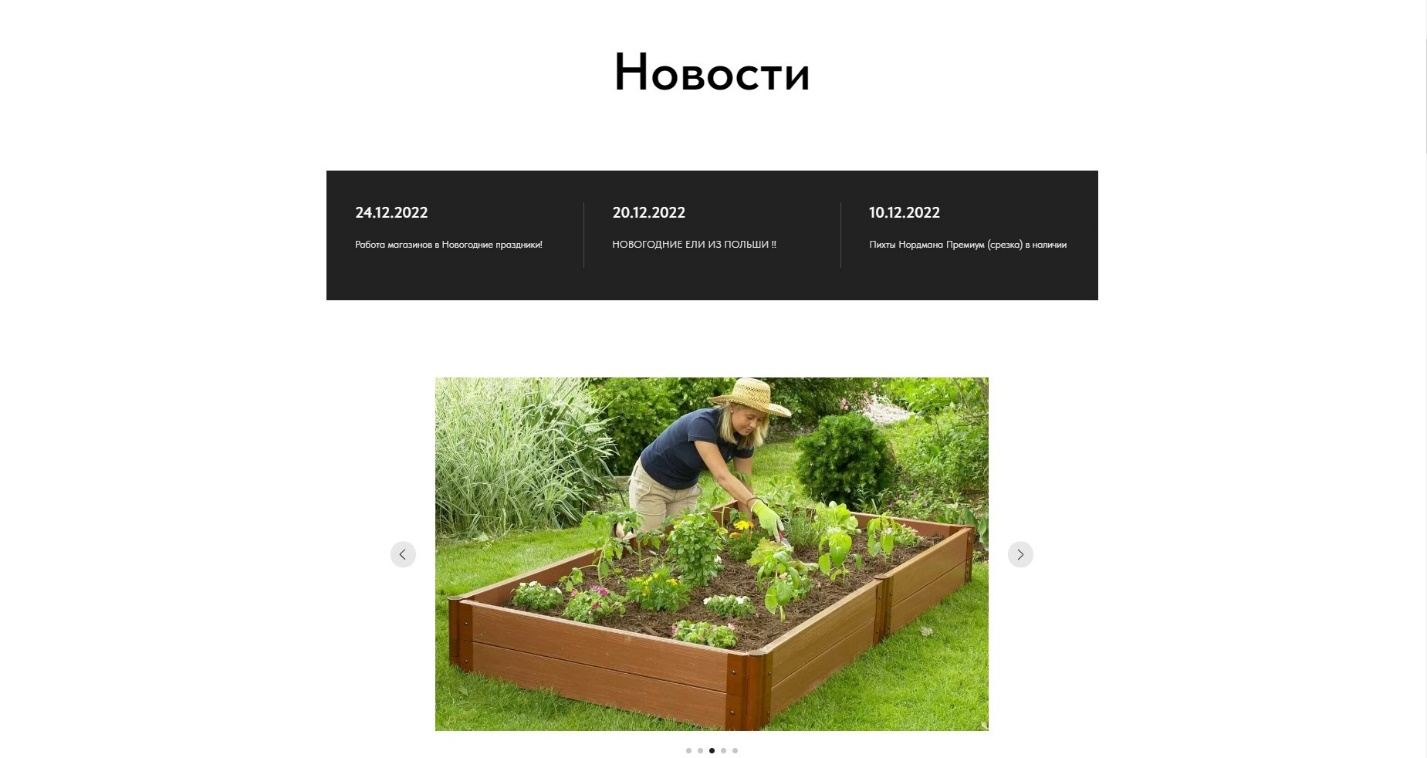 Новости
24.12.2022
Работа магазинов в Новогодние праздники!
20.12.2022
НОВОГОДНИЕ ЕЛИ ИЗ ПОЛЬШИ !!
10.12.2022
Пихты Нордмана Премиум (срезка) в наличии